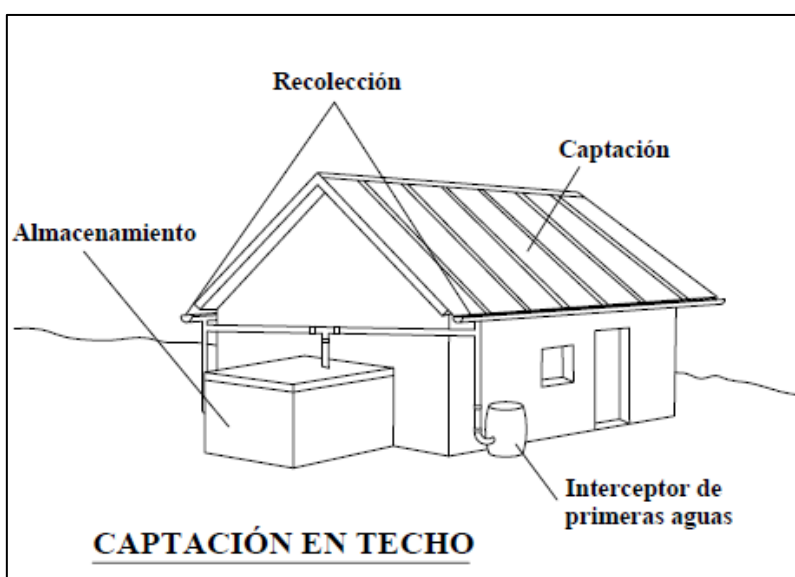 Recolección
Captación
Almacenamiento
Interceptor de
primeras aguas
CAPTACIÓN EN TECHO